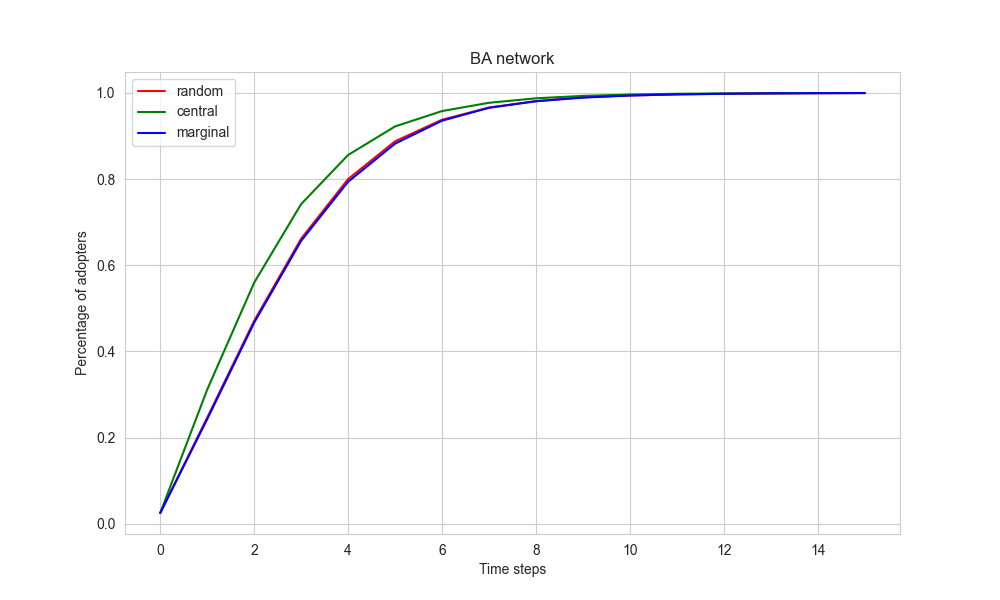 BA network
random
central
marginal
Percentage of adopters
1.0
0.8
0.6
0.4
0.2
0.0
0 2 4 6 8 10 12 14
Time steps